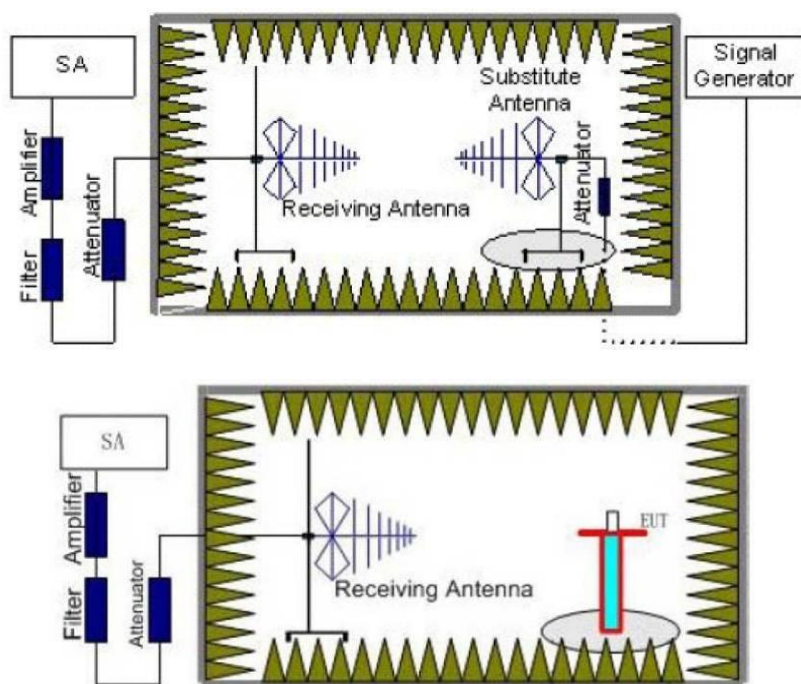 SA
Signal
Generator
Substitute
Antenna
Amplifier
Attenuator
Filter
Receiving Antenna
Attenuator
SA
Amplifier
Attenuator
Filter
Receiving Antenna
EUT